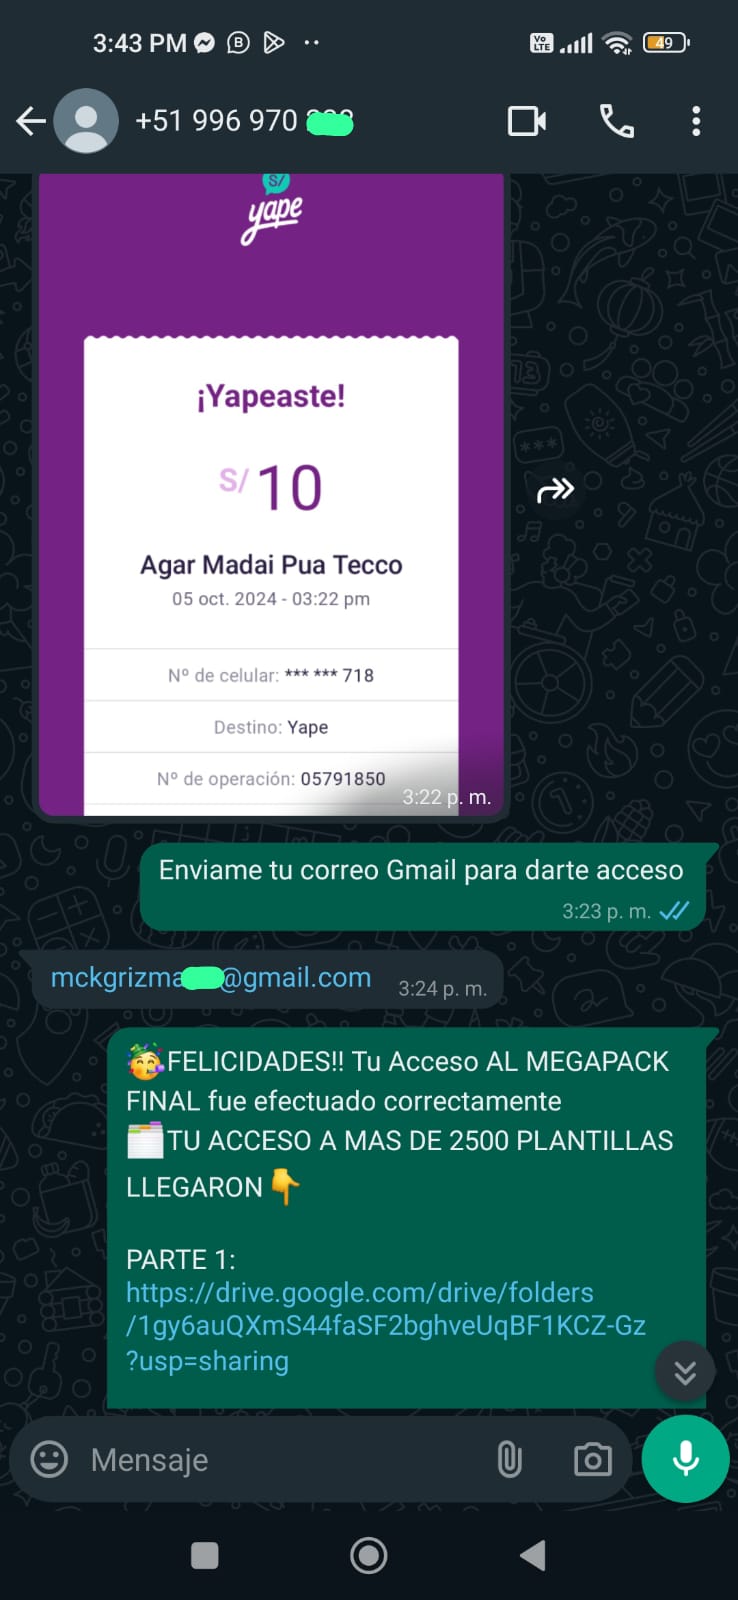 3:43 PM
Vo LTE
49
+51 996 970
S/
yape
¡Yapeaste!
S/ 10
Agar Madai Pua Tecco
05 oct. 2024 - 03:22 pm
Nº de celular: *** *** 718
Destino: Yape
Nº de operación: 05791850
3:22 p. m.
Enviame tu correo Gmail para darte acceso
3:23 p. m.
mckgrizma @gmail.com
3:24 p. m.
FELICIDADES!! Tu Acceso AL MEGAPACK
FINAL fue efectuado correctamente
TU ACCESO A MAS DE 2500 PLANTILLAS
LLEGARON
PARTE 1:
https://drive.google.com/drive/folders
/1gy6auQXmS44faSF2bghveUqBF1KCZ-Gz
?usp=sharing
Mensaje